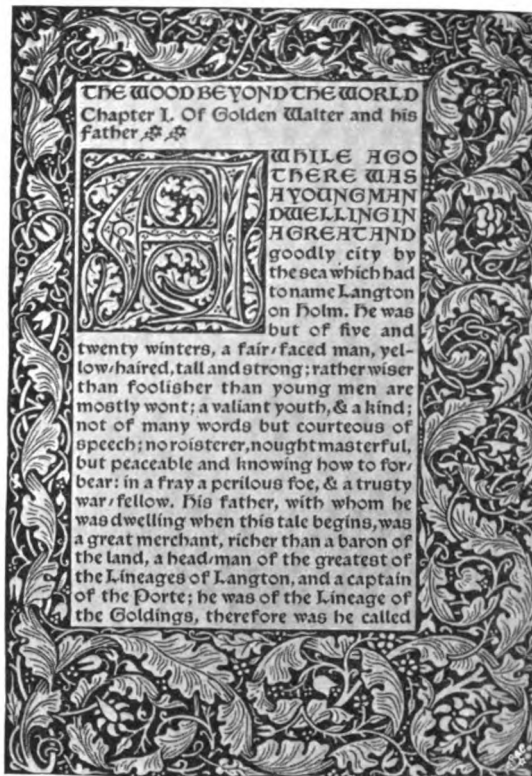 THE WOOD BEYOND THE WORLD
Chapter I. Of Golden Walter and his
father
A WHILE AGO
THERE WAS
A YOUNG MAN
DWELLING IN
A GREAT AND
goodly city by
the sea which had
to name Langton
on Holm. He was
but of five and
twenty winters, a fair-faced man, yel-
low-haired, tall and strong; rather wiser
than foolisher than young men are
mostly wont; a valiant youth, & a kind;
not of many words but courteous of
speech; no roisterer, nought masterful,
but peaceable and knowing how to for-
bear: in a fray a perilous foe, & a trusty
war-fellow. His father, with whom he
was dwelling when this tale begins, was
a great merchant, richer than a baron of
the land, a head-man of the greatest of
the Lineages of Langton, and a captain
of the Porte; he was of the Lineage of
the Goldings, therefore was he called